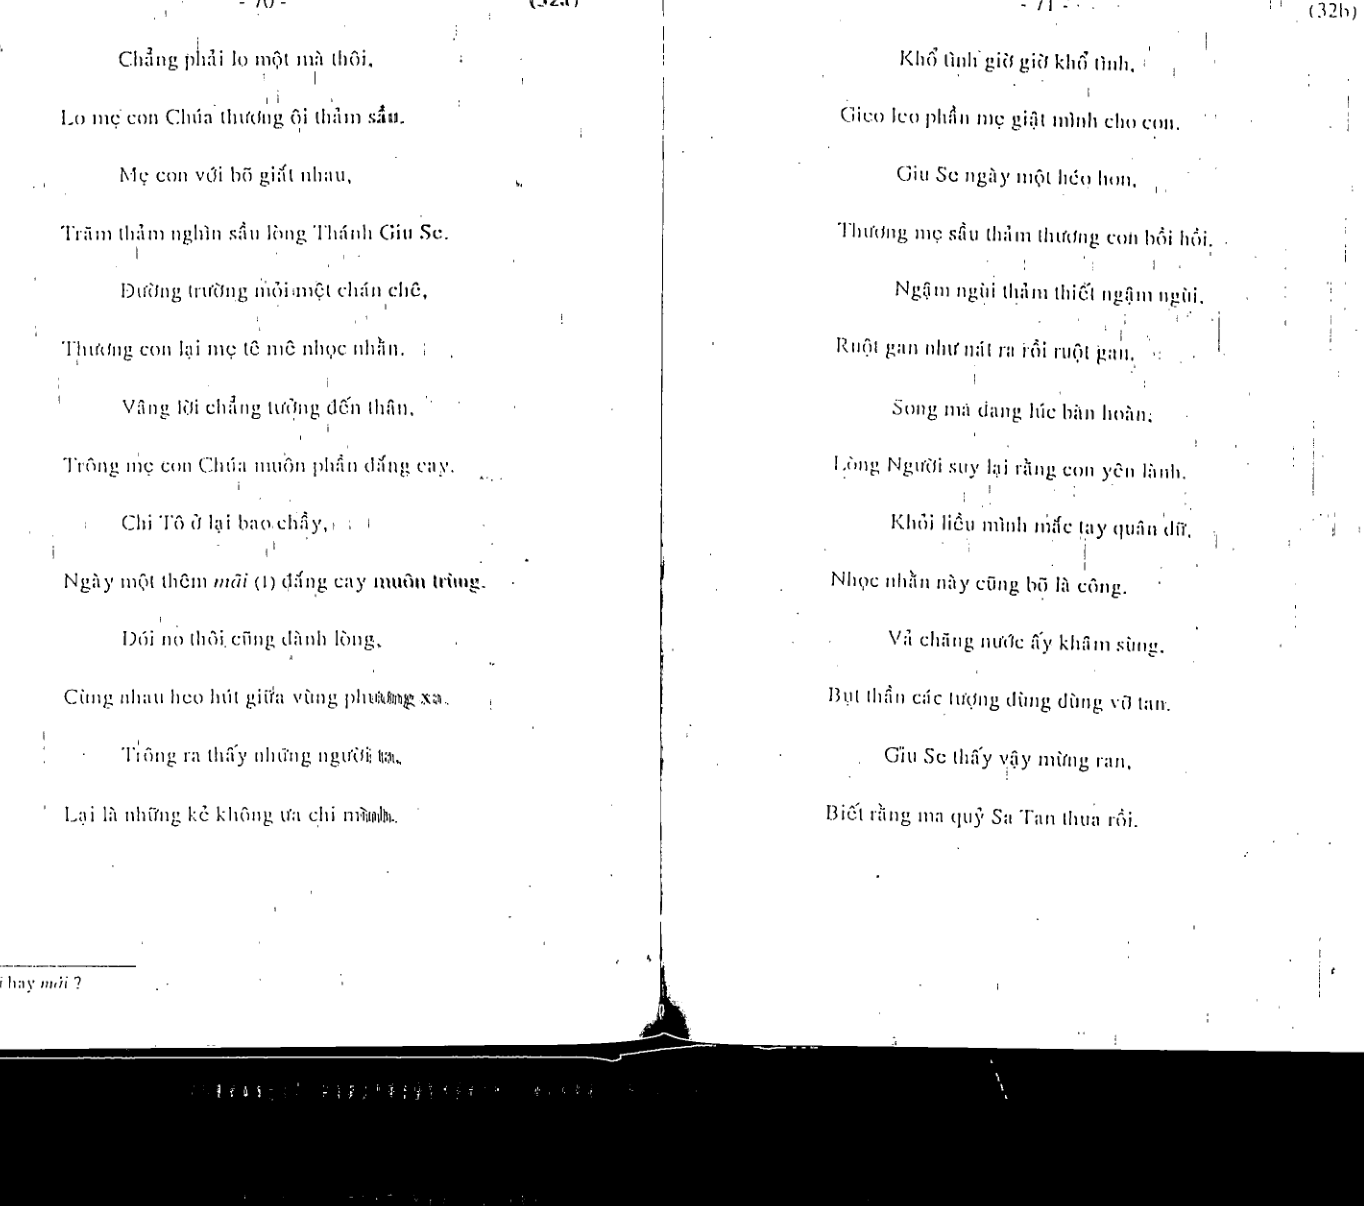 - 70 -
(32a)
Chẳng phải lo một mà thôi,
Lo mẹ con Chúa thương ôi thảm sầu.
Mẹ con với bõ giất nhau,
Trăm thảm nghìn sầu lòng Thánh Giu Se.
Đường trường mỏi mệt chán chê,
Thương con lại mẹ tê mê nhọc nhằn.
Vâng lời chẳng tưởng đến thân,
Trông mẹ con Chúa muôn phần đắng cay.
Chi Tô ở lại bao chầy,
Ngày một thêm mãi (1) đắng cay muôn trùng.
Đói no thôi cũng đành lòng,
Cùng nhau heo hút giữa vùng phương xa.
Trông ra thấy những người ta,
Lại là những kẻ không ưa chi mình.
hay mới ?
- 71 -
(32b)
Khổ tình giờ giờ khổ tình,
Gieo leo phần mẹ giật mình cho con.
Giu Se ngày một héo hon,
Thương mẹ sầu thảm thương con bồi hồi.
Ngậm ngùi thảm thiết ngậm ngùi,
Ruột gan như nát ra rồi ruột gan.
Song mà đang lúc bàn hoàn,
Lòng Người suy lại rằng con yên lành.
Khỏi liều mình mắc tay quân dữ,
Nhọc nhằn này cũng bõ là công.
Vả chăng nước ấy khâm sùng,
Bụt thần các tượng đùng đùng vỡ tan.
Giu Se thấy vậy mừng ran,
Biết rằng ma quỷ Sa Tan thua rồi.